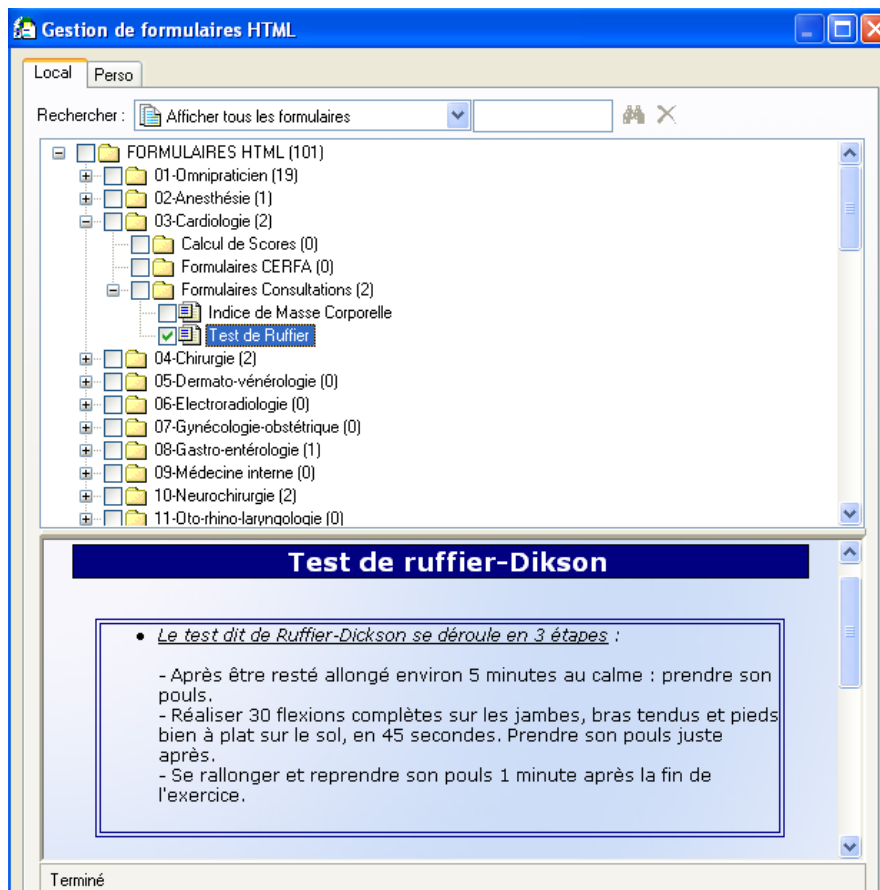 Gestion de formulaires HTML
Local Perso
Rechercher : Afficher tous les formulaires
FORMULAIRES HTML (101)
01-Omnipraticien (19)
02-Anesthésie (1)
03-Cardiologie (2)
Calcul de Scores (0)
Formulaires CERFA (0)
Formulaires Consultations (2)
Indice de Masse Corporelle
Test de Ruffier
04-Chirurgie (2)
05-Dermato-vénérologie (0)
06-Electroradiologie (0)
07-Gynécologie-obstétrique (0)
08-Gastro-entérologie (1)
09-Médecine interne (0)
10-Neurochirurgie (2)
11-Oto-rhino-laryngologie (0)
Test de ruffier-Dikson
• Le test dit de Ruffier-Dickson se déroule en 3 étapes :
- Après être resté allongé environ 5 minutes au calme : prendre son
pouls.
- Réaliser 30 flexions complètes sur les jambes, bras tendus et pieds
bien à plat sur le sol, en 45 secondes. Prendre son pouls juste
après.
- Se rallonger et reprendre son pouls 1 minute après la fin de
l'exercice.
Terminé